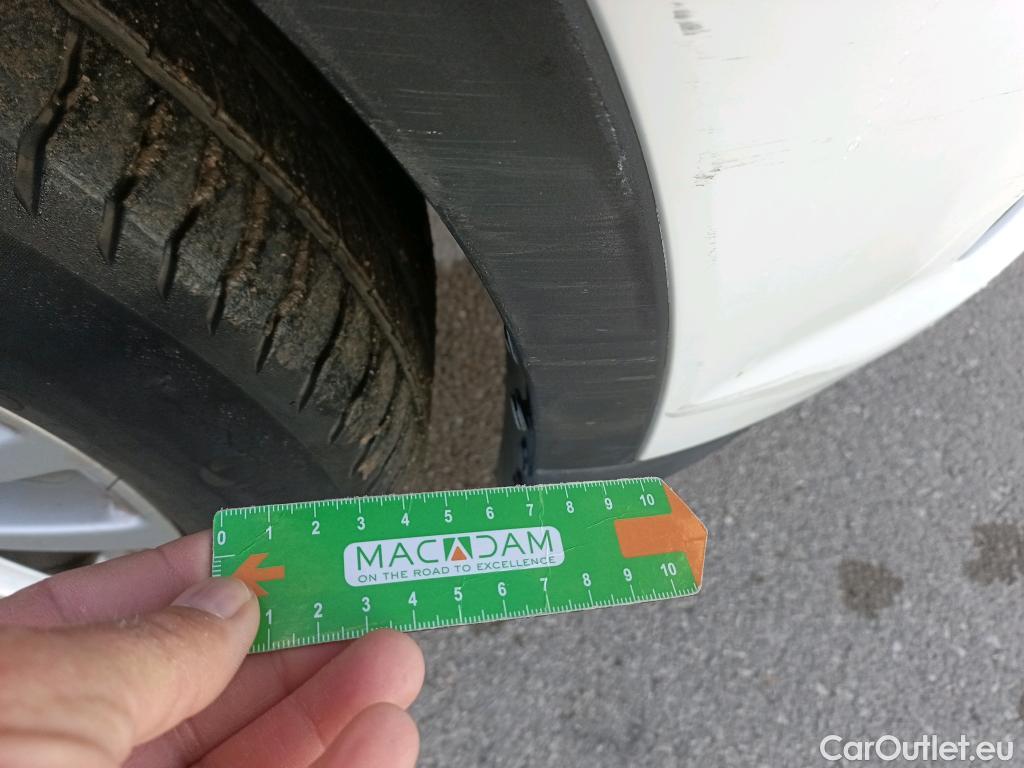 0 1 2 3 4 5 6 7 8 9 10
MACADAM
ON THE ROAD TO EXCELLENCE
1 2 3 4 5 6 7 8 9 10
CarOutlet.eu